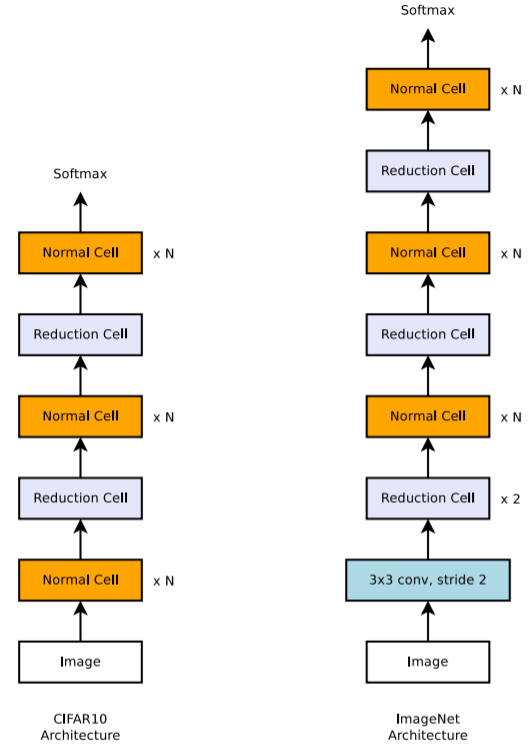 Softmax
Normal Cell x N
Reduction Cell
Normal Cell x N
Reduction Cell
Normal Cell x N
Image
CIFAR10
Architecture
Softmax
Normal Cell x N
Reduction Cell
Normal Cell x N
Reduction Cell
Normal Cell x N
Reduction Cell x 2
3x3 conv, stride 2
Image
ImageNet
Architecture